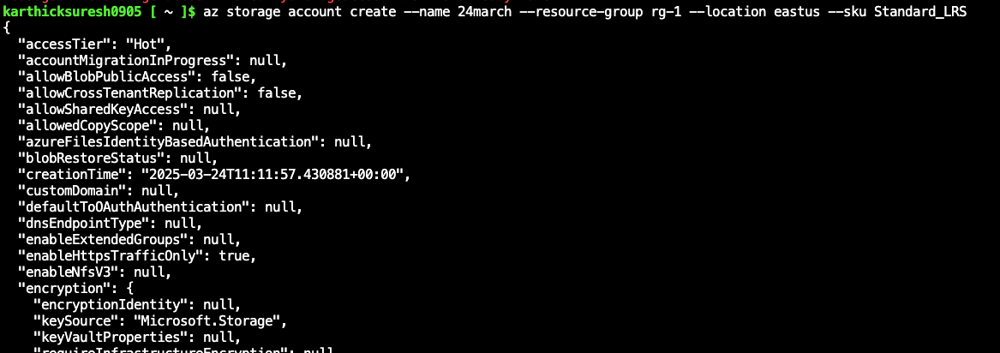 karthicksuresh0905 [ ~ ]$ az storage account create --name 24march --resource-group rg-1 --location eastus --sku Standard_LRS
{
  "accessTier": "Hot",
  "accountMigrationInProgress": null,
  "allowBlobPublicAccess": false,
  "allowCrossTenantReplication": false,
  "allowSharedKeyAccess": null,
  "allowedCopyScope": null,
  "azureFilesIdentityBasedAuthentication": null,
  "blobRestoreStatus": null,
  "creationTime": "2025-03-24T11:11:57.430881+00:00",
  "customDomain": null,
  "defaultToOAuthAuthentication": null,
  "dnsEndpointType": null,
  "enableExtendedGroups": null,
  "enableHttpsTrafficOnly": true,
  "enableNfsV3": null,
  "encryption": {
    "encryptionIdentity": null,
    "keySource": "Microsoft.Storage",
    "keyVaultProperties": null,
    "requireInfrastructureEncryption": null